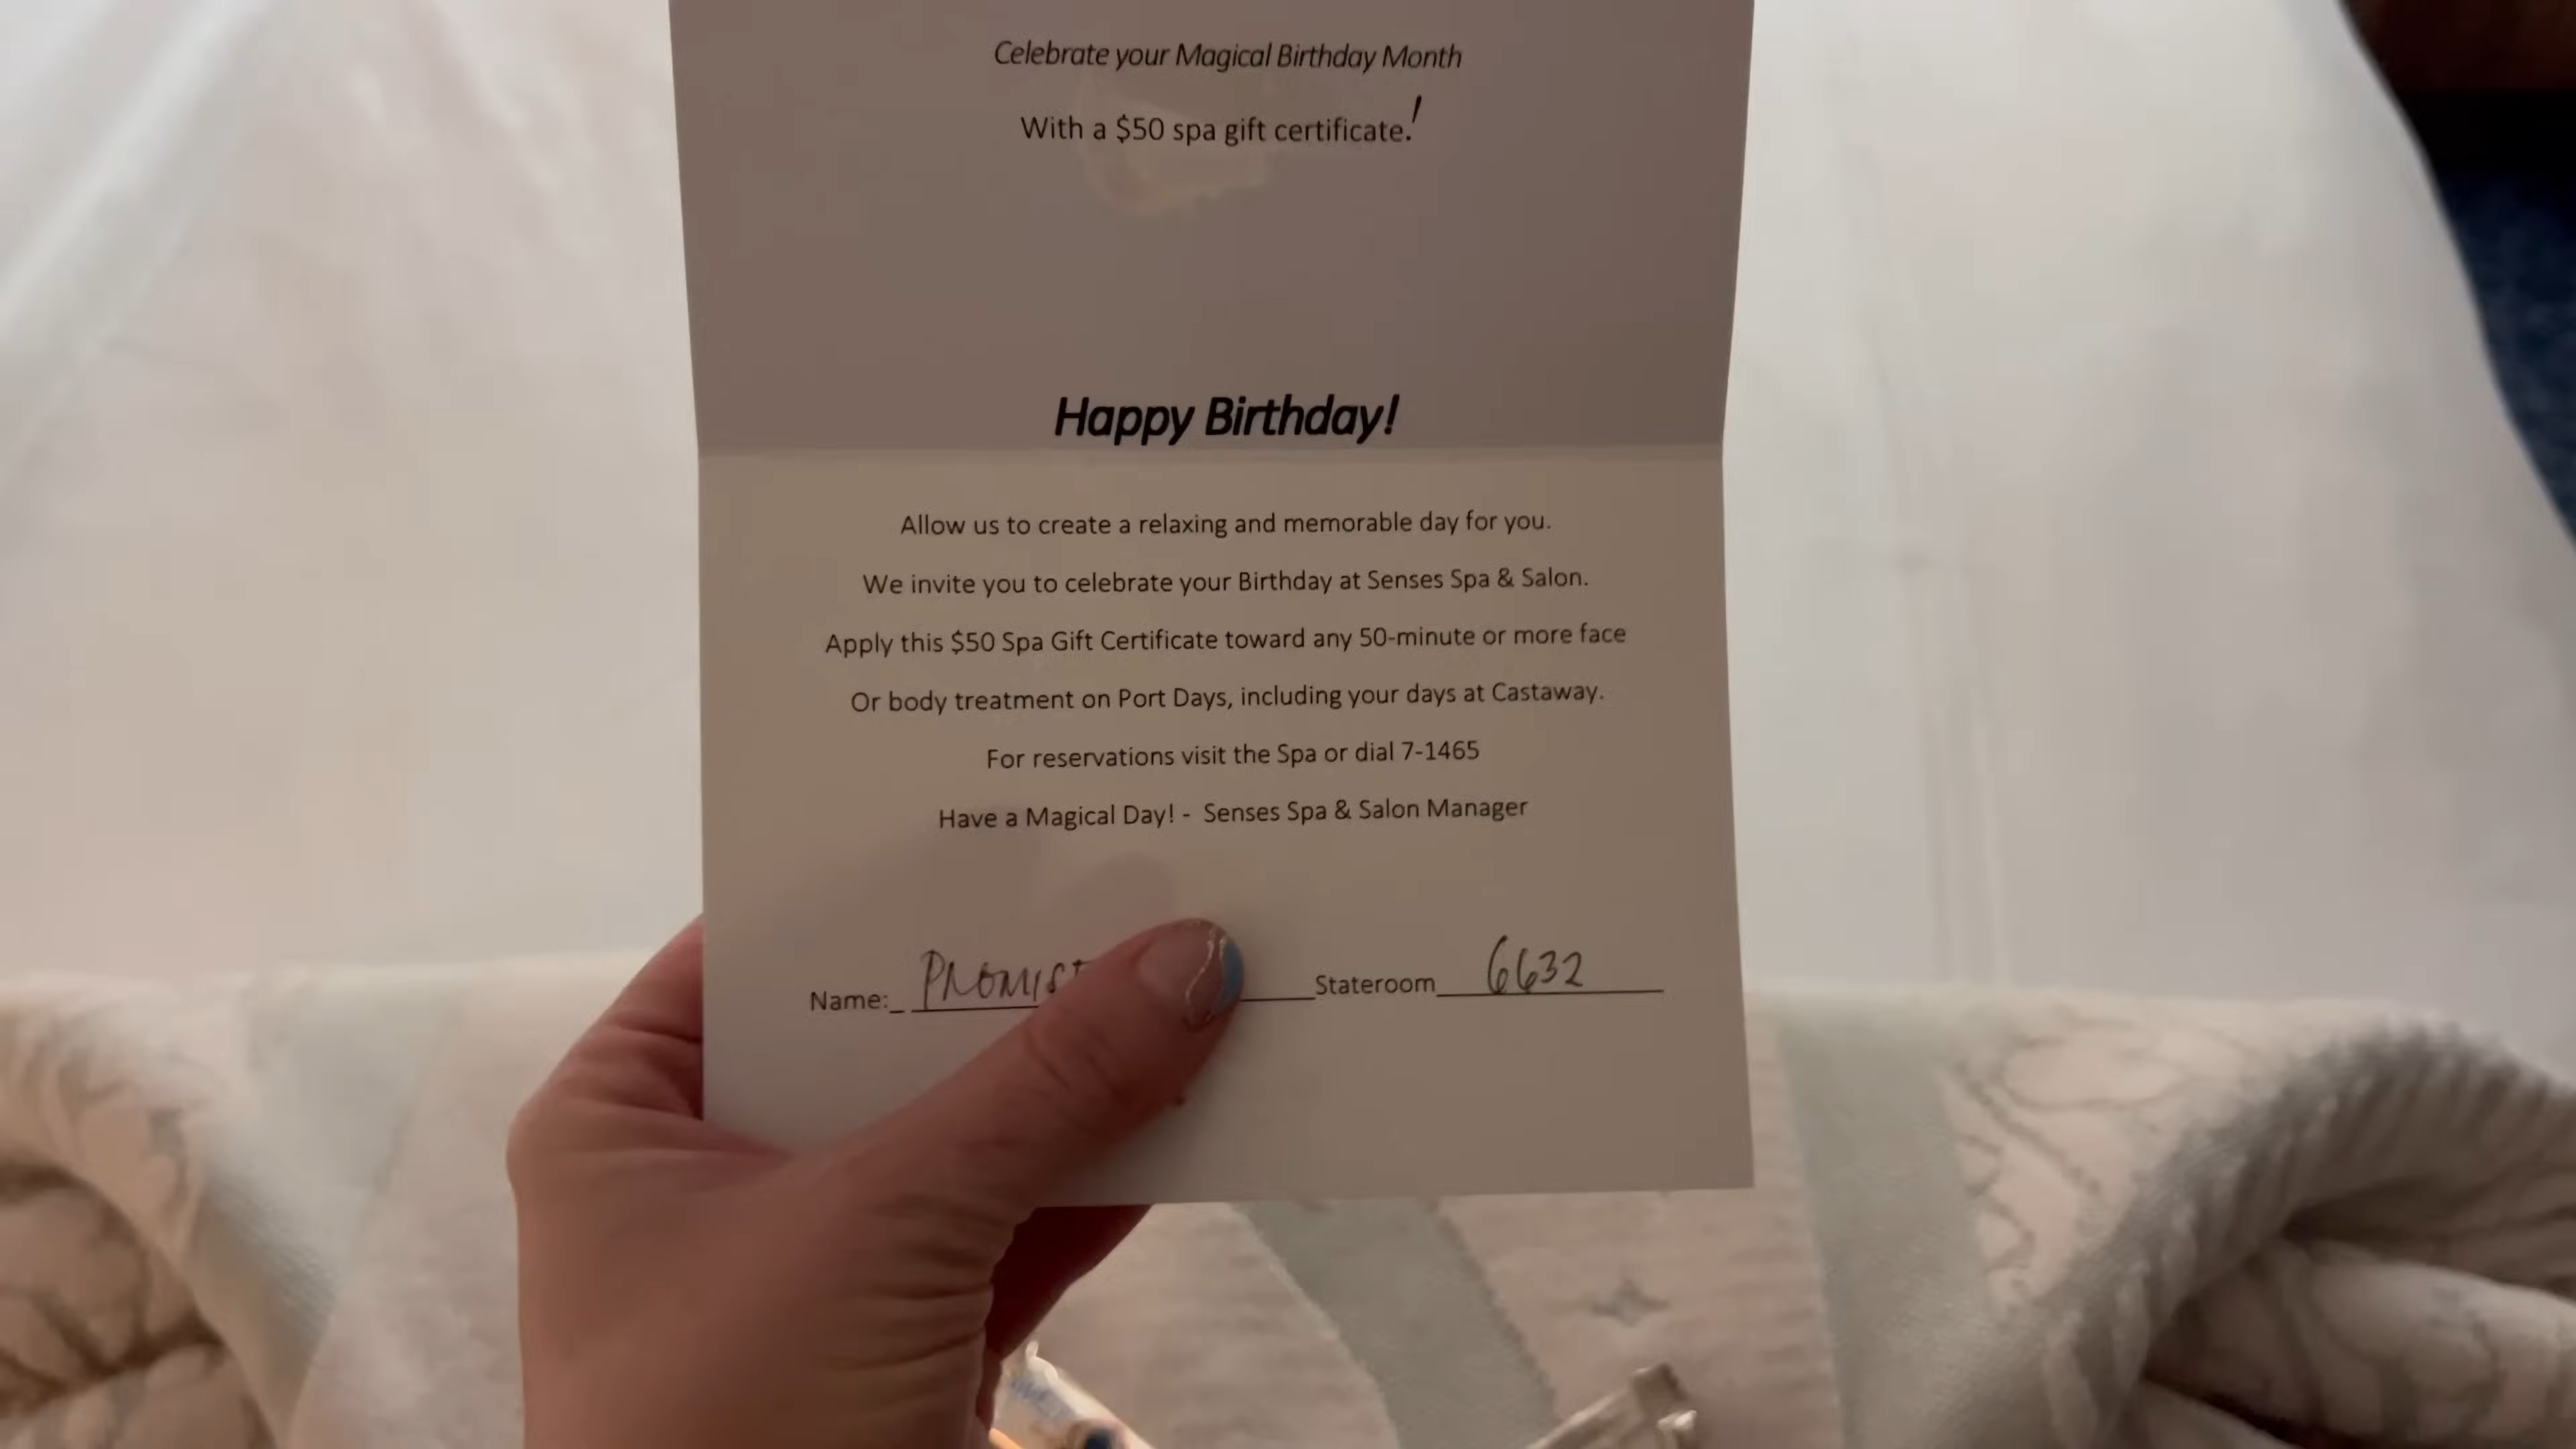 Celebrate your Magical Birthday Month
With a $50 spa gift certificate.!
Happy Birthday!
Allow us to create a relaxing and memorable day for you.
We invite you to celebrate your Birthday at Senses Spa & Salon.
Apply this $50 Spa Gift Certificate toward any 50-minute or more face
Or body treatment on Port Days, including your days at Castaway.
For reservations visit the Spa or dial 7-1465
Have a Magical Day! - Senses Spa & Salon Manager
Name: Stateroom 6632